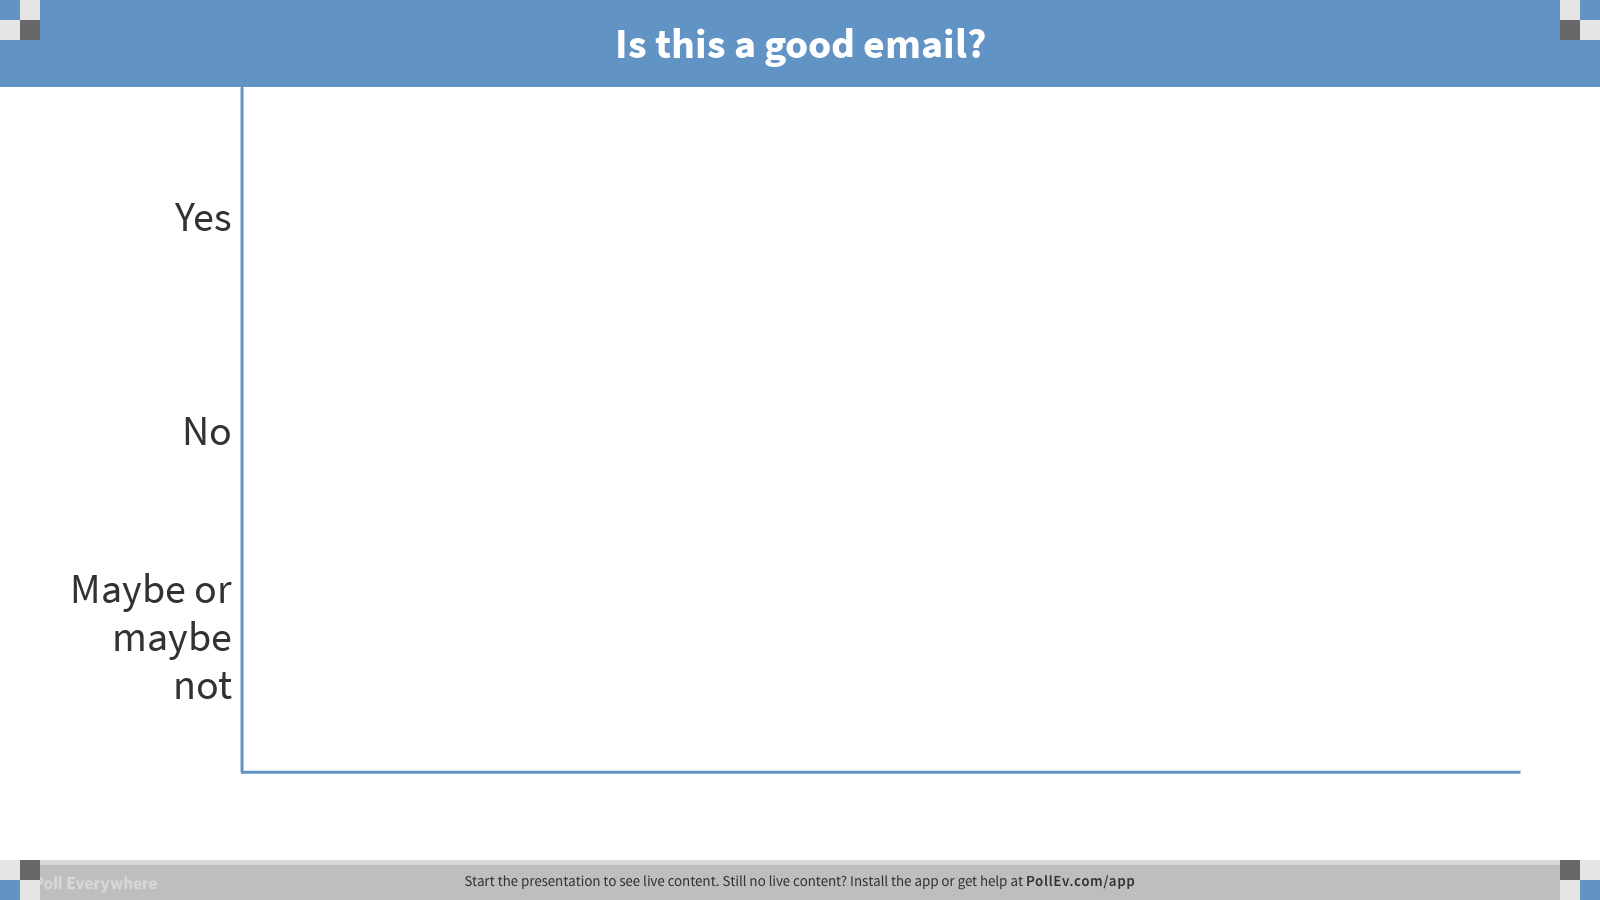 Is this a good email?
Yes
No
Maybe or
maybe
not
Poll Everywhere
Start the presentation to see live content. Still no live content? Install the app or get help at PollEv.com/app